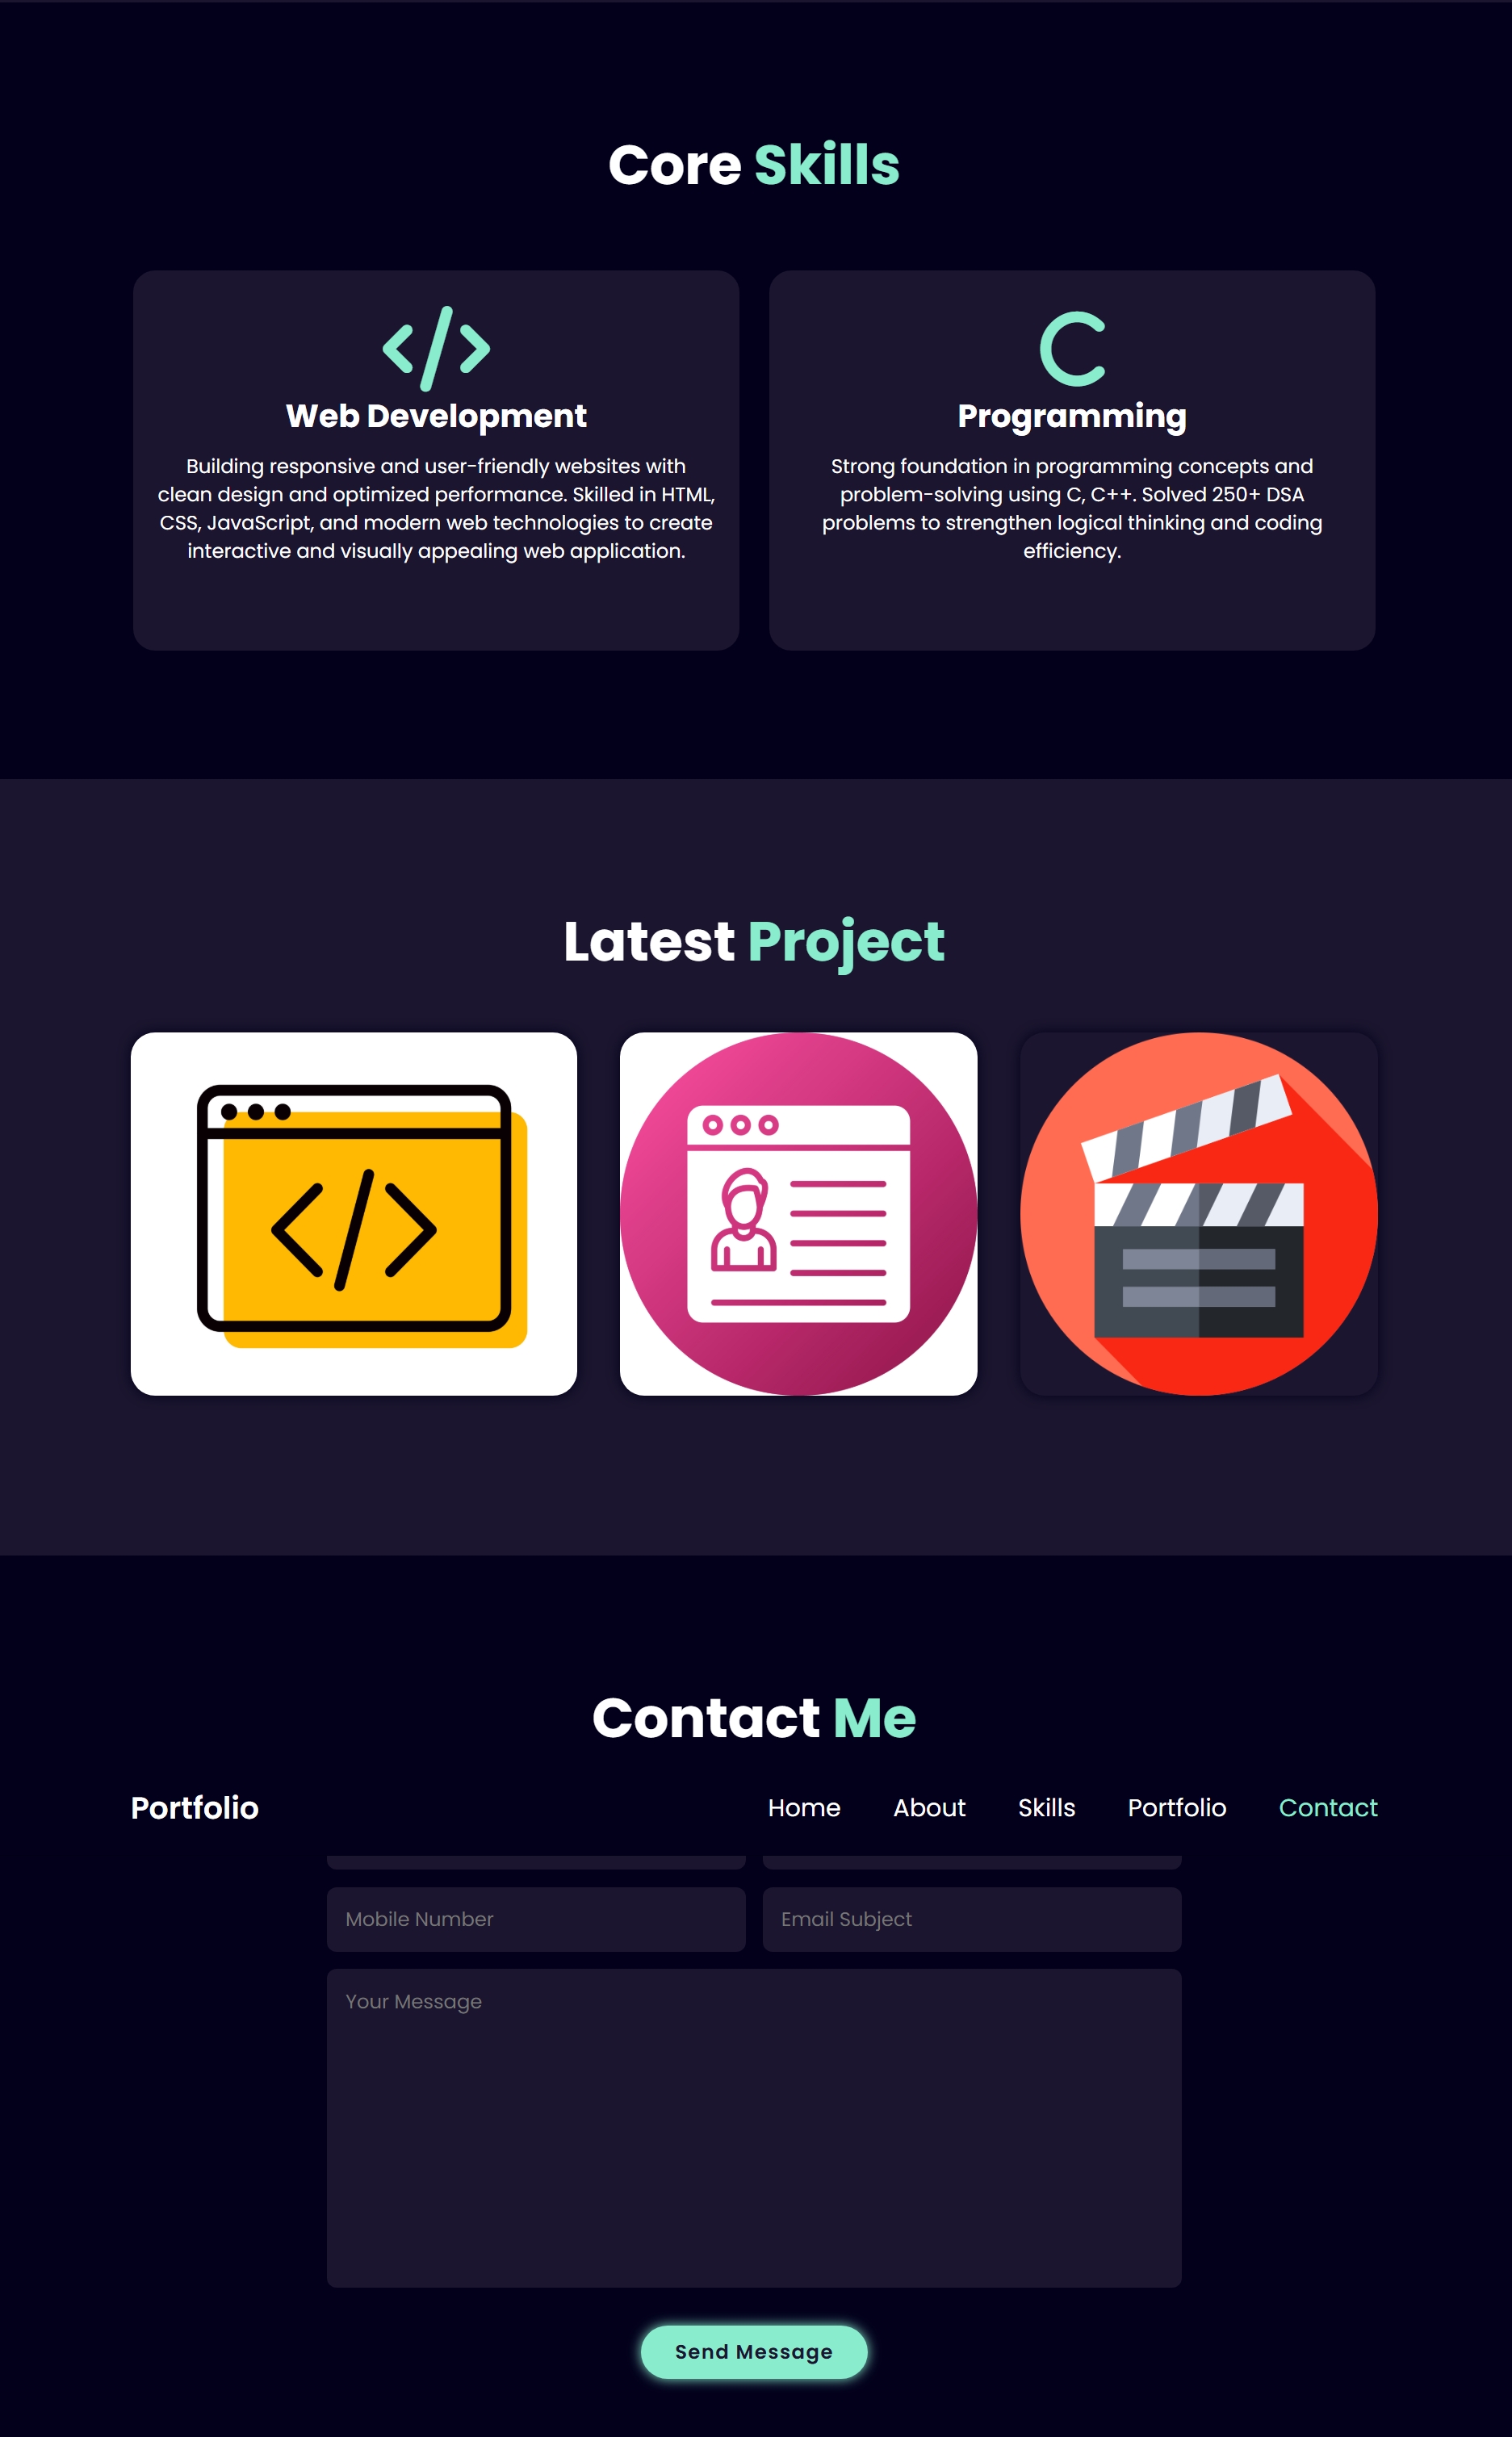 Core Skills
Web Development
Building responsive and user-friendly websites with
clean design and optimized performance. Skilled in HTML,
CSS, JavaScript, and modern web technologies to create
interactive and visually appealing web application.
Programming
Strong foundation in programming concepts and
problem-solving using C, C++. Solved 250+ DSA
problems to strengthen logical thinking and coding
efficiency.
Latest Project
Contact Me
Portfolio
Home About Skills Portfolio Contact
Mobile Number
Email Subject
Your Message
Send Message